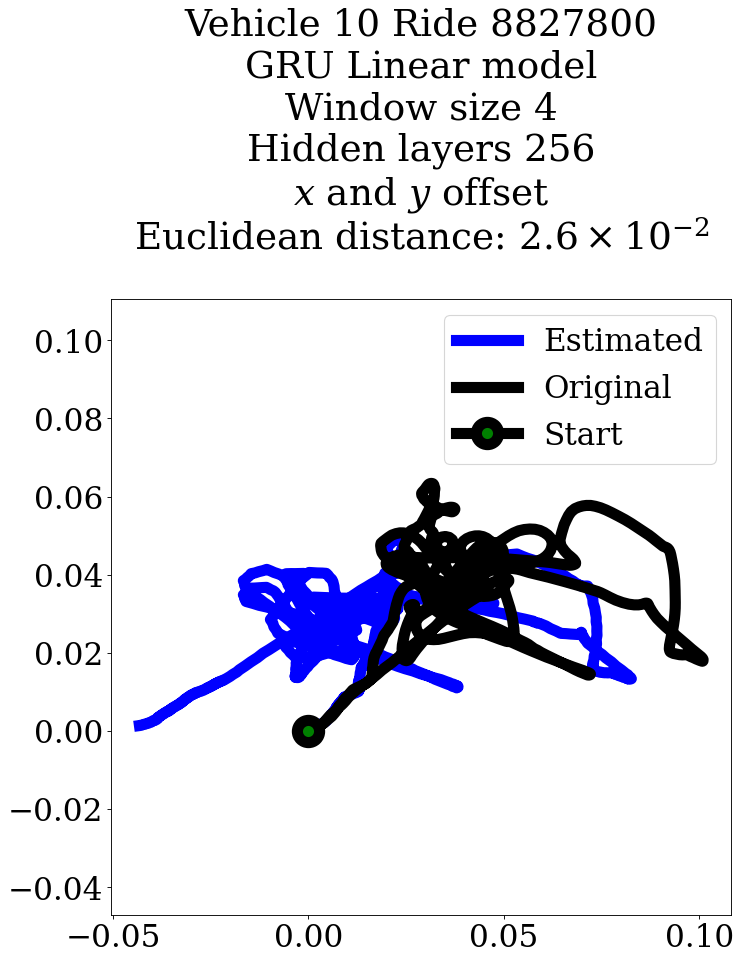 Vehicle 10 Ride 8827800
GRU Linear model
Window size 4
Hidden layers 256
x and y offset
Euclidean distance: 2.6 × 10⁻²
Estimated
Original
Start
0.10
0.08
0.06
0.04
0.02
0.00
−0.02
−0.04
−0.05 0.00 0.05 0.10